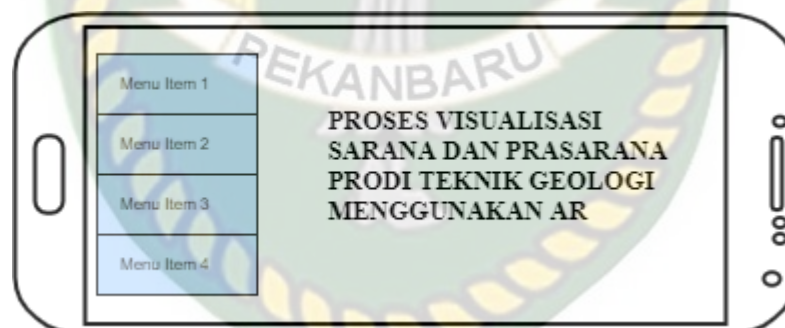 PEKANBARU
Menu Item 1
Menu Item 2
Menu Item 3
Menu Item 4
PROSES VISUALISASI
SARANA DAN PRASARANA
PRODI TEKNIK GEOLOGI
MENGGUNAKAN AR